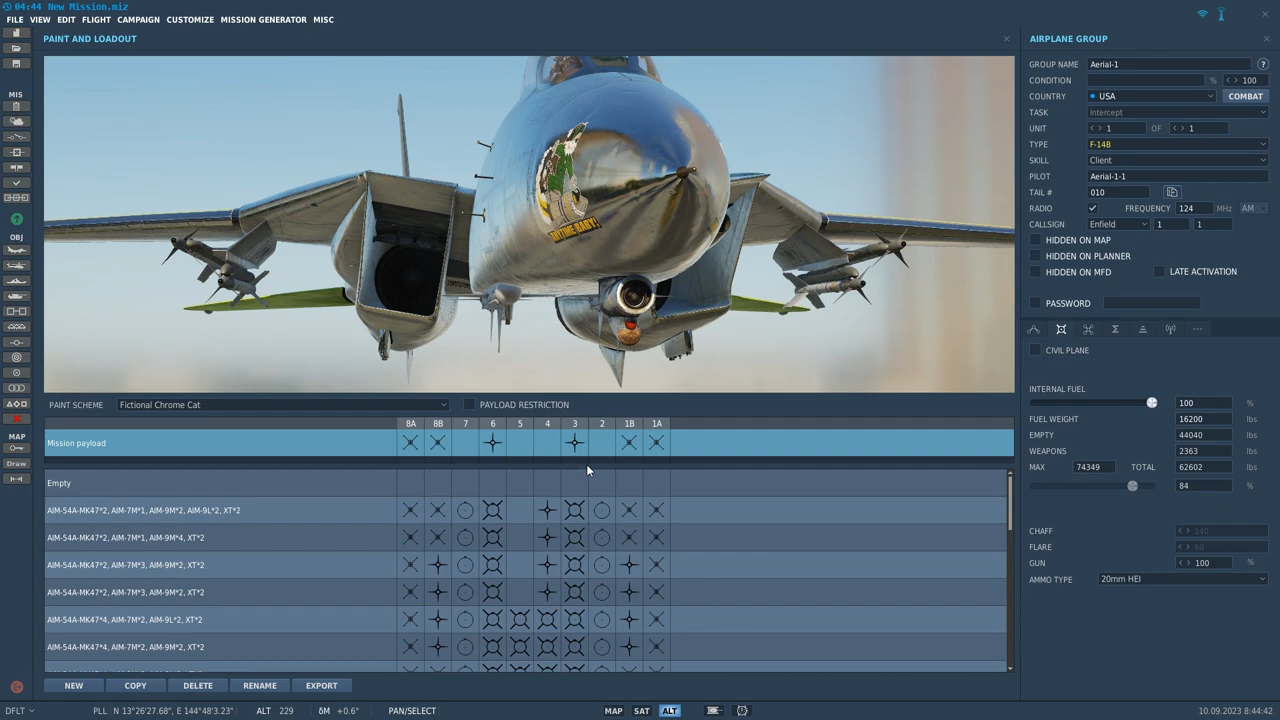 04:44 New Mission.miz
FILE VIEW EDIT FLIGHT CAMPAIGN CUSTOMIZE MISSION GENERATOR MISC
PAINT AND LOADOUT
ANYTIME BABY!
PAINT SCHEME Fictional Chrome Cat PAYLOAD RESTRICTION
8A 8B 7 6 5 4 3 2 1B 1A
Mission payload
Empty
AIM-54A-MK47*2, AIM-7M*1, AIM-9M*2, AIM-9L*2, XT*2
AIM-54A-MK47*2, AIM-7M*1, AIM-9M*4, XT*2
AIM-54A-MK47*2, AIM-7M*3, AIM-9M*2, XT*2
AIM-54A-MK47*2, AIM-7M*3, AIM-9M*2, XT*2
AIM-54A-MK47*4, AIM-7M*2, AIM-9L*2, XT*2
AIM-54A-MK47*4, AIM-7M*2, AIM-9M*2, XT*2
NEW COPY DELETE RENAME EXPORT
MIS
OBJ
MAP
Draw
AIRPLANE GROUP
GROUP NAME Aerial-1 ?
CONDITION % < > 100
COUNTRY USA COMBAT
TASK Intercept
UNIT < > 1 OF < > 1
TYPE F-14B
SKILL Client
PILOT Aerial-1-1
TAIL # 010
RADIO FREQUENCY 124 MHz AM
CALLSIGN Enfield 1 1
HIDDEN ON MAP
HIDDEN ON PLANNER
HIDDEN ON MFD LATE ACTIVATION
PASSWORD
CIVIL PLANE
INTERNAL FUEL
100 %
FUEL WEIGHT 16200 lbs
EMPTY 44040 lbs
WEAPONS 2363 lbs
MAX 74349 TOTAL 62602 lbs
84 %
CHAFF < > 140
FLARE < > 60
GUN < > 100 %
AMMO TYPE 20mm HEI
DFLT PLL N 13°26'27.68", E 144°48'3.23" ALT 229 δM +0.6° PAN/SELECT MAP SAT ALT 10.09.2023 8:44:42